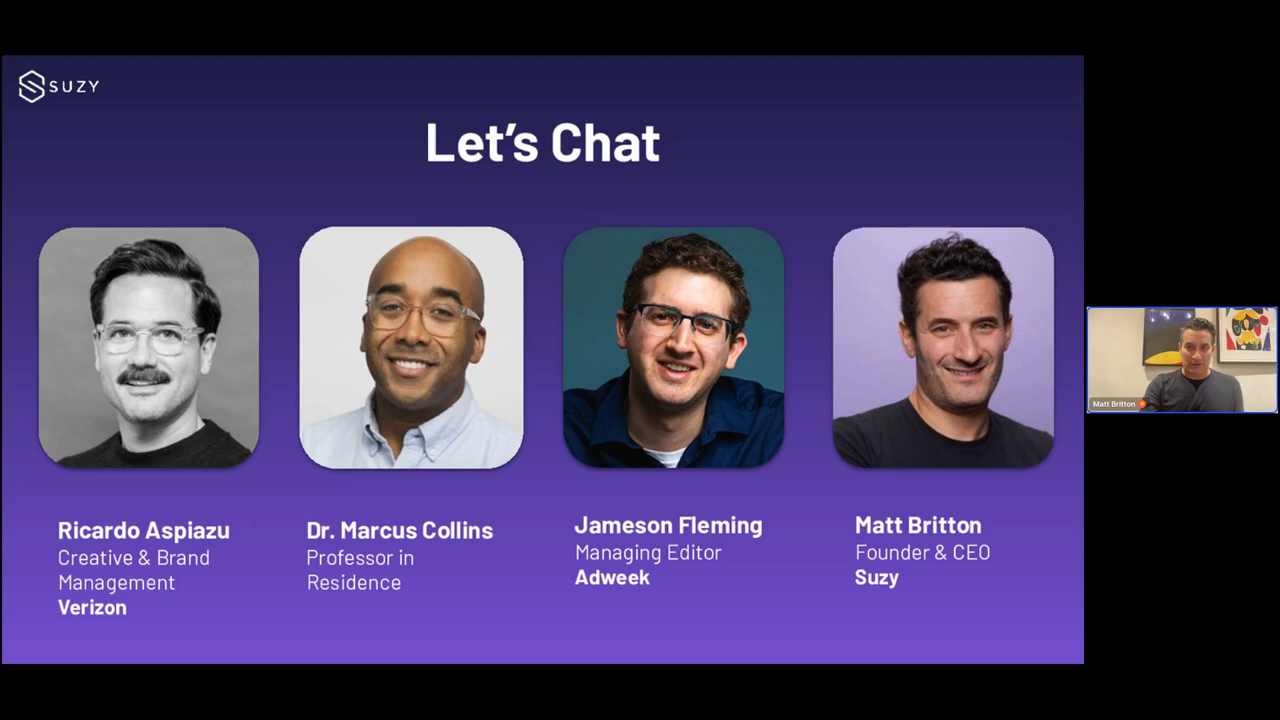 SUZY
Let's Chat
Ricardo Aspiazu
Creative & Brand
Management
Verizon
Dr. Marcus Collins
Professor in
Residence
Jameson Fleming
Managing Editor
Adweek
Matt Britton
Founder & CEO
Suzy
Matt Britton